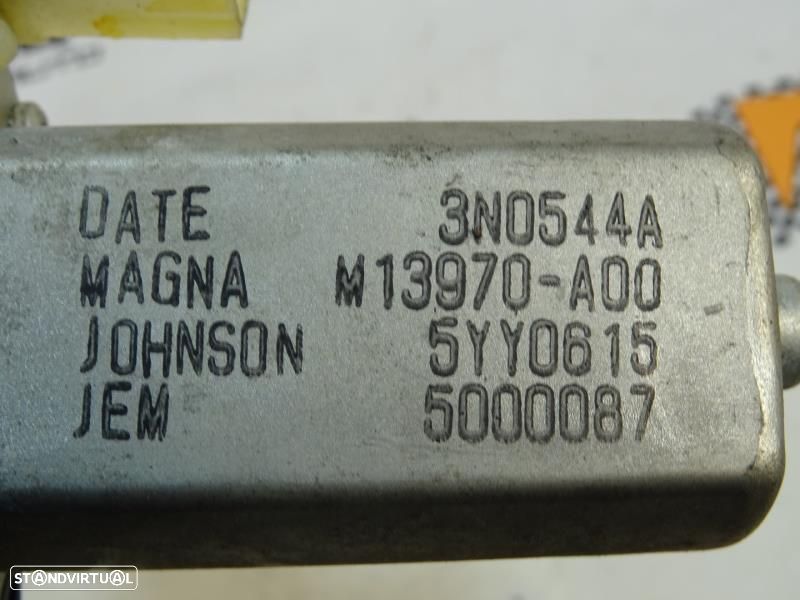 DATE 3N0544A
MAGNA M13970-A00
JOHNSON 5YY0615
JEM 5000087
STANDVIRTUAL